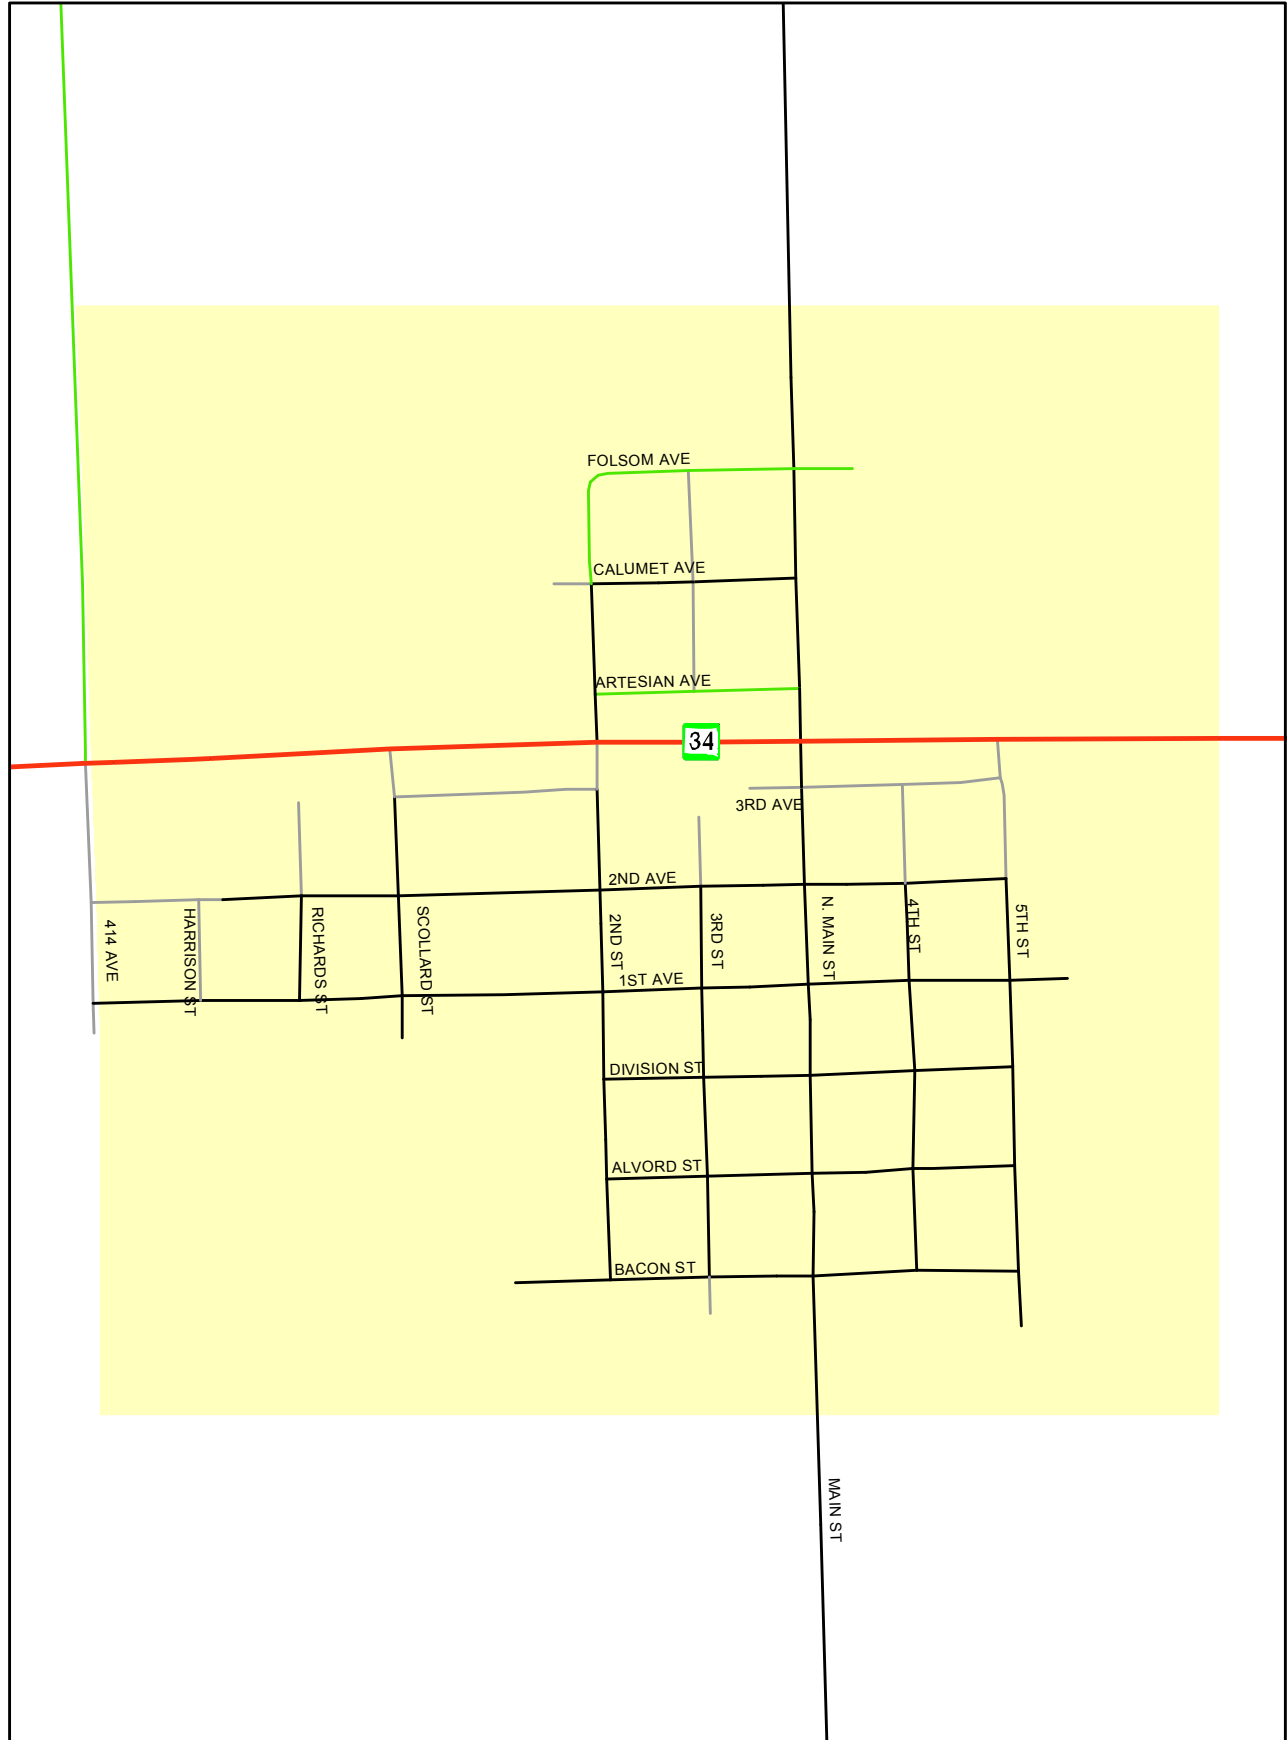 FOLSOM AVE
CALUMET AVE
ARTESIAN AVE
34
3RD AVE
2ND AVE
414 AVE
HARRISON ST
RICHARDS ST
SCOLLARD ST
2ND ST
3RD ST
N. MAIN ST
4TH ST
5TH ST
1ST AVE
DIVISION ST
ALVORD ST
BACON ST
MAIN ST